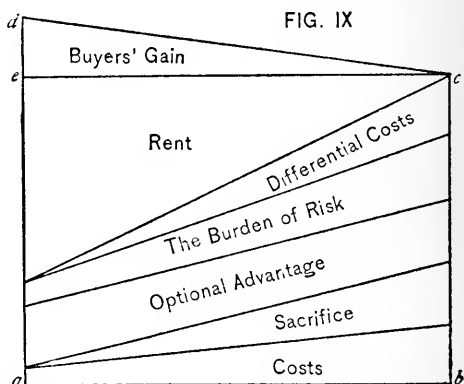 FIG. IX
d
Buyers' Gain
e
c
Rent
Differential Costs
The Burden of Risk
Optional Advantage
Sacrifice
Costs
a
b